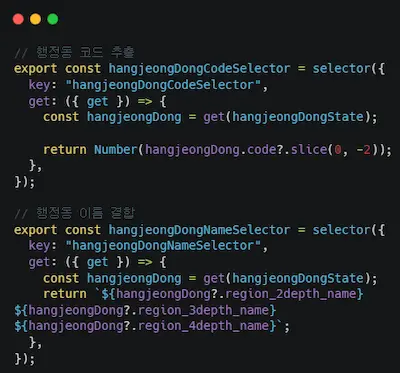 // 행정동 코드 추출
export const hangjeongDongCodeSelector = selector({
  key: "hangjeongDongCodeSelector",
  get: ({ get }) => {
    const hangjeongDong = get(hangjeongDongState);

    return Number(hangjeongDong.code?.slice(0, -2));
  },
});

// 행정동 이름 결합
export const hangjeongDongNameSelector = selector({
  key: "hangjeongDongNameSelector",
  get: ({ get }) => {
    const hangjeongDong = get(hangjeongDongState);
    return `${hangjeongDong?.region_2depth_name}
${hangjeongDong?.region_3depth_name}
${hangjeongDong?.region_4depth_name}`;
  },
});